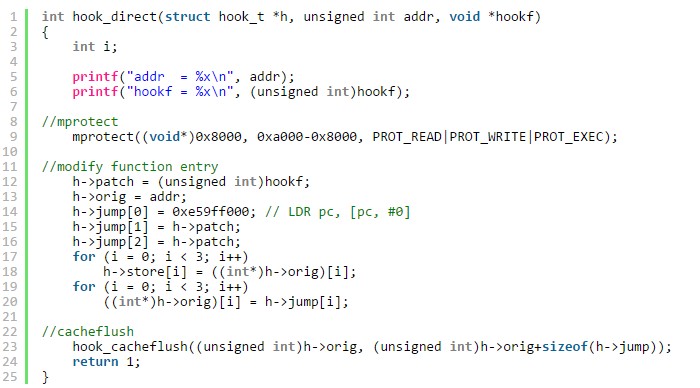 1 int hook_direct(struct hook_t *h, unsigned int addr, void *hookf)
2 {
3     int i;
4
5     printf("addr  = %x\n", addr);
6     printf("hookf = %x\n", (unsigned int)hookf);
7
8 //mprotect
9     mprotect((void*)0x8000, 0xa000-0x8000, PROT_READ|PROT_WRITE|PROT_EXEC);
10
11 //modify function entry
12     h->patch = (unsigned int)hookf;
13     h->orig = addr;
14     h->jump[0] = 0xe59ff000; // LDR pc, [pc, #0]
15     h->jump[1] = h->patch;
16     h->jump[2] = h->patch;
17     for (i = 0; i < 3; i++)
18         h->store[i] = ((int*)h->orig)[i];
19     for (i = 0; i < 3; i++)
20         ((int*)h->orig)[i] = h->jump[i];
21
22 //cacheflush
23     hook_cacheflush((unsigned int)h->orig, (unsigned int)h->orig+sizeof(h->jump));
24     return 1;
25 }